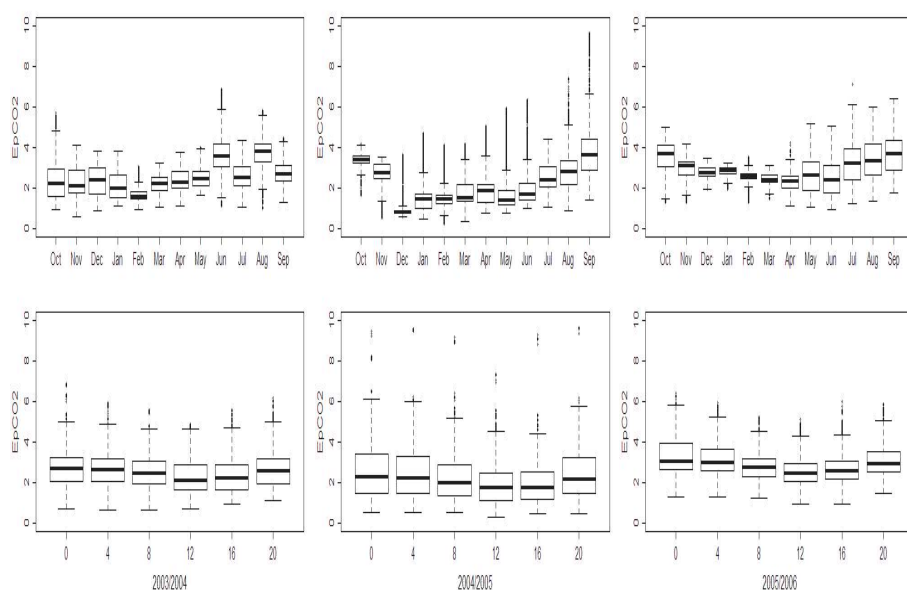 EpCO2
0 2 4 6 8 10
Oct Nov Dec Jan Feb Mar Apr May Jun Jul Aug Sep
EpCO2
0 2 4 6 8 10
Oct Nov Dec Jan Feb Mar Apr May Jun Jul Aug Sep
EpCO2
0 2 4 6 8 10
Oct Nov Dec Jan Feb Mar Apr May Jun Jul Aug Sep
EpCO2
0 2 4 6 8 10
0 4 8 12 16 20
2003/2004
EpCO2
0 2 4 6 8 10
0 4 8 12 16 20
2004/2005
EpCO2
0 2 4 6 8 10
0 4 8 12 16 20
2005/2006